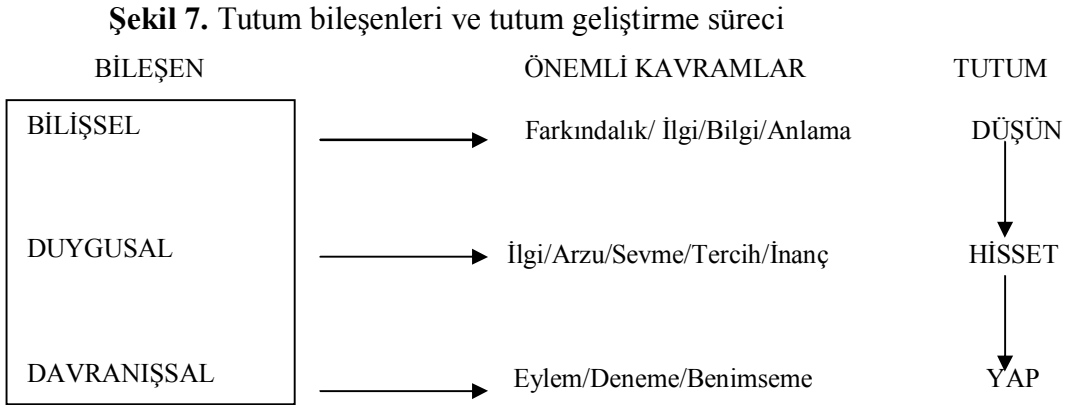 Şekil 7. Tutum bileşenleri ve tutum geliştirme süreci
BİLEŞEN ÖNEMLİ KAVRAMLAR TUTUM
BİLİŞSEL Farkındalık/ İlgi/Bilgi/Anlama DÜŞÜN
DUYGUSAL İlgi/Arzu/Sevme/Tercih/İnanç HİSSET
DAVRANIŞSAL Eylem/Deneme/Benimseme YAP